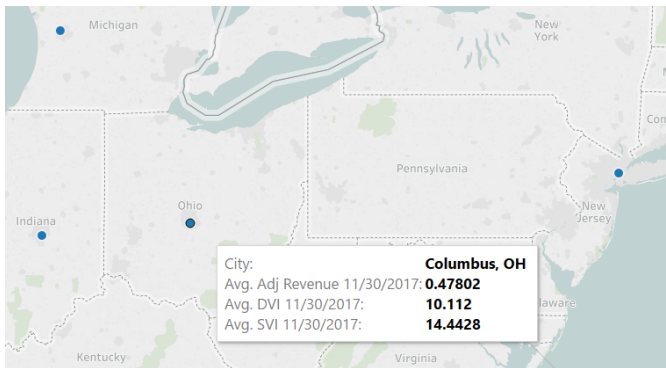 Michigan
New
York
Con
Pennsylvania
Ohio
New
Jersey
Indiana
City: Columbus, OH
Avg. Adj Revenue 11/30/2017: 0.47802
Avg. DVI 11/30/2017: 10.112
Avg. SVI 11/30/2017: 14.4428
laware
Kentucky
Virginia